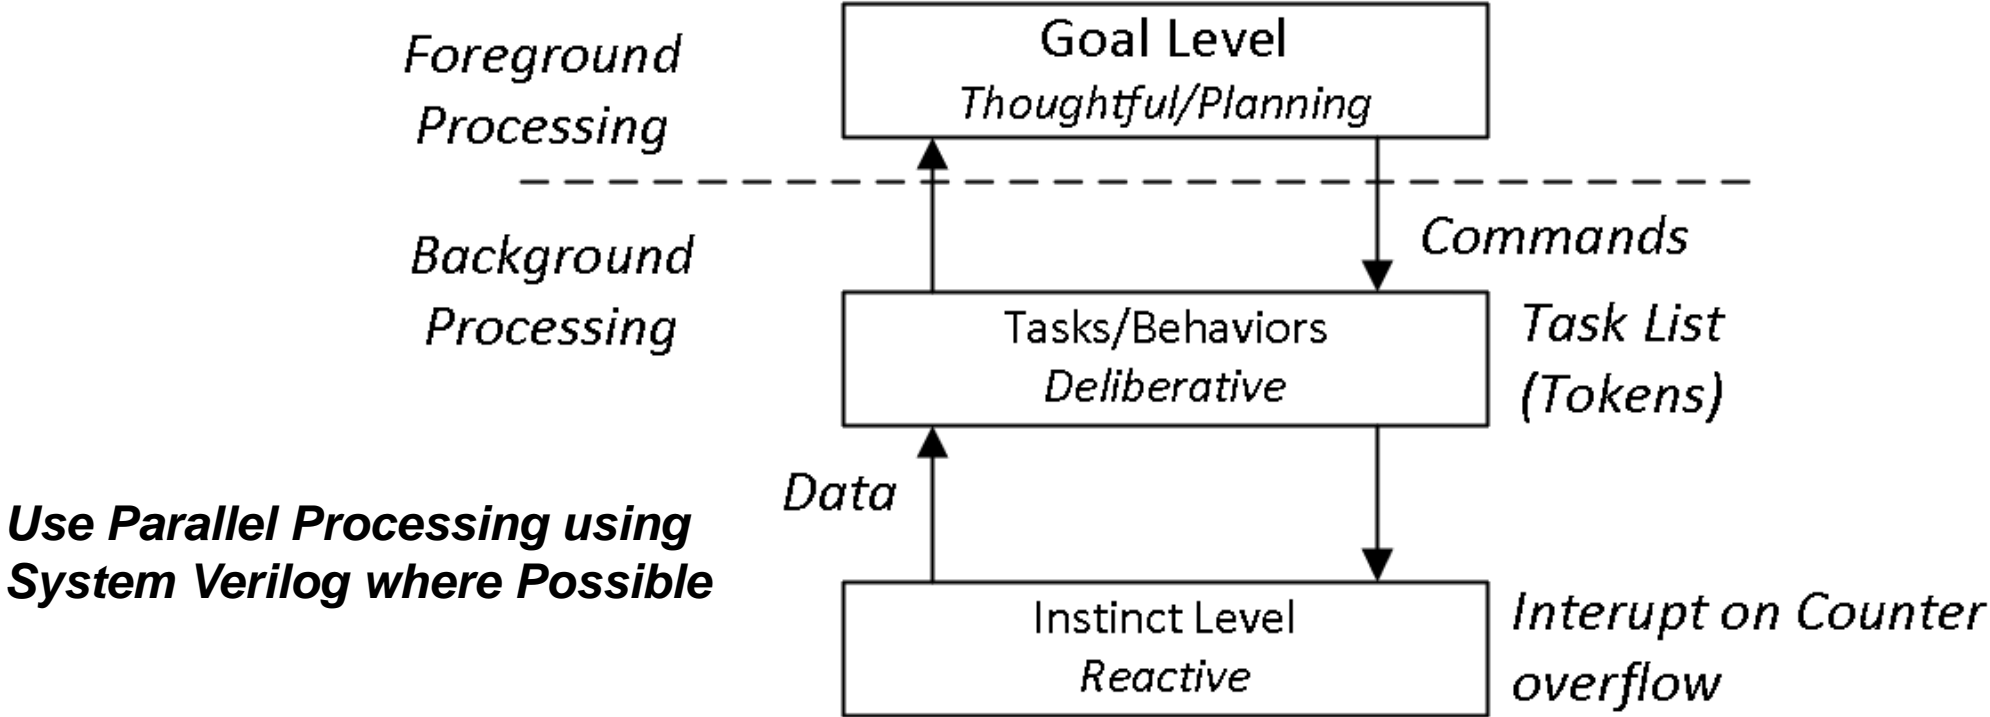 Foreground
Processing
Goal Level
Thoughtful/Planning
Background
Processing
Commands
Tasks/Behaviors
Deliberative
Task List
(Tokens)
Data
Use Parallel Processing using
System Verilog where Possible
Instinct Level
Reactive
Interupt on Counter
overflow